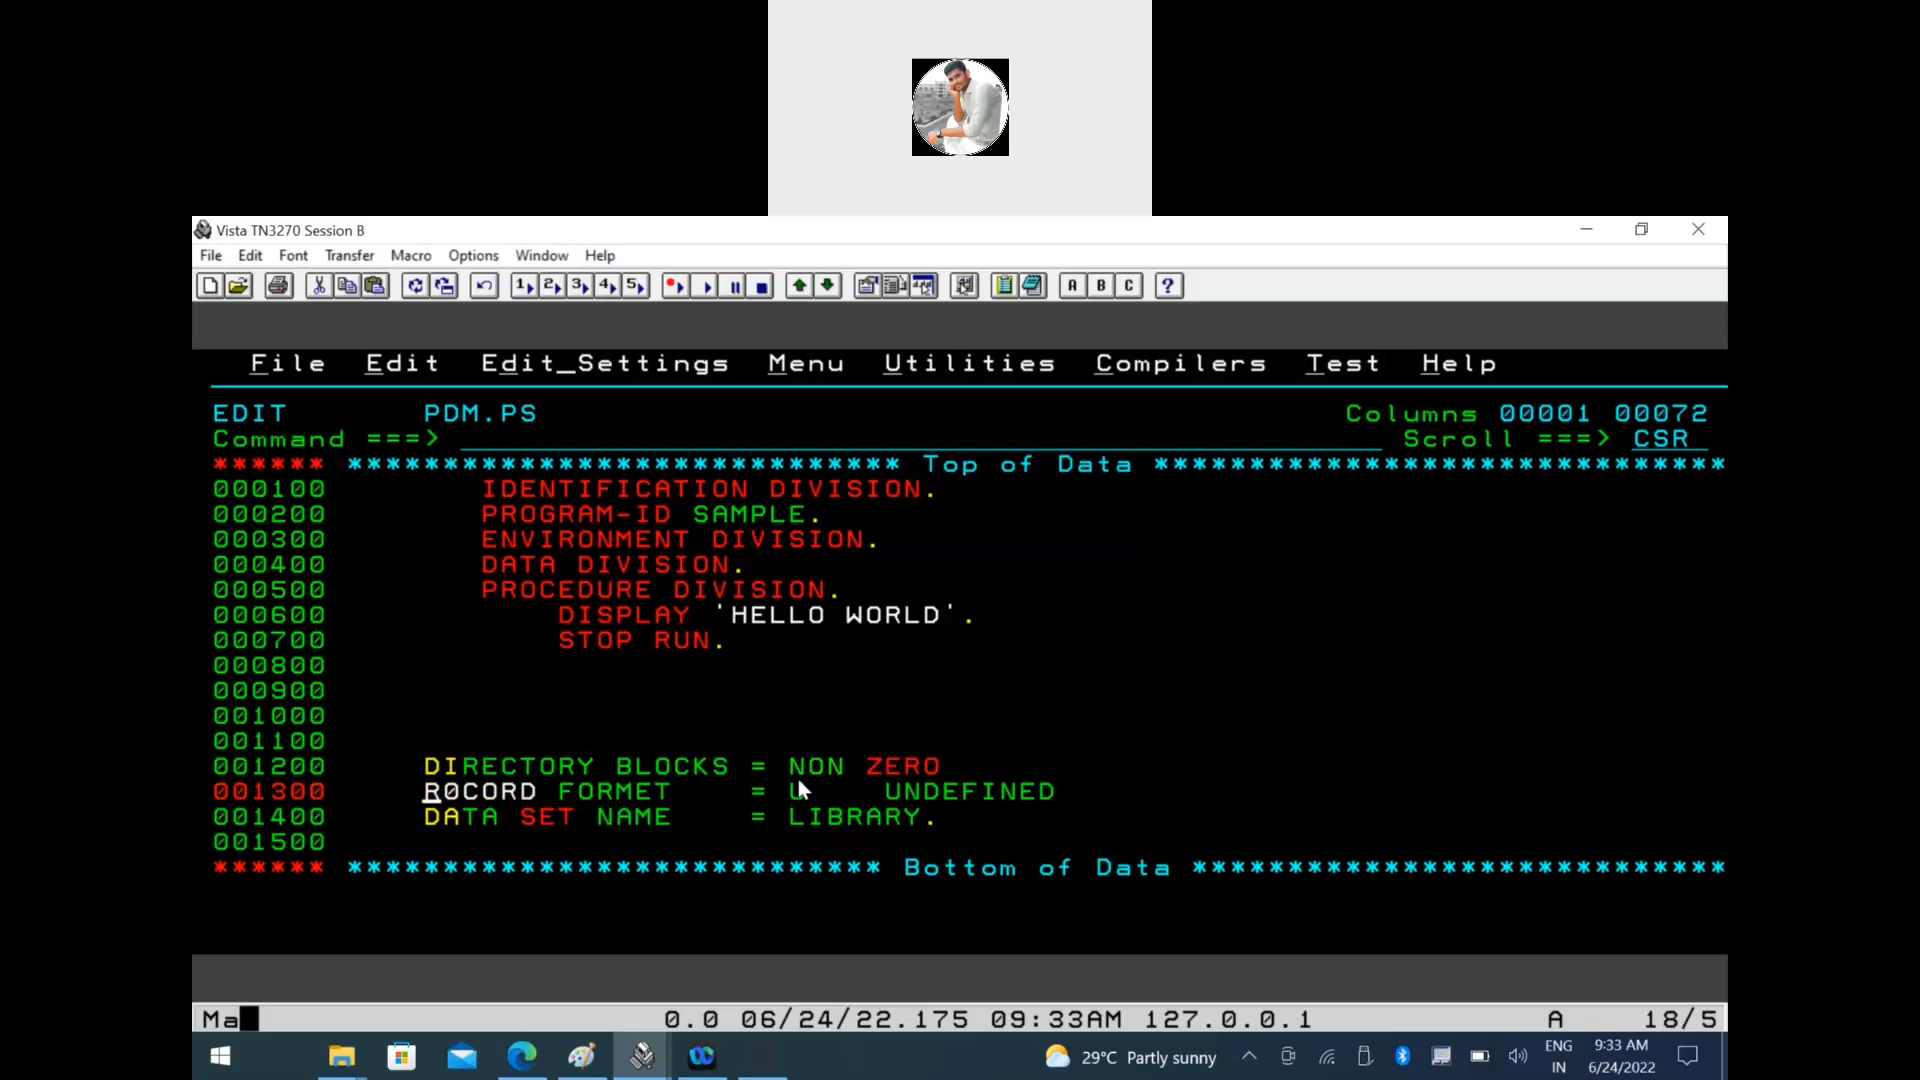 Vista TN3270 Session B
File Edit Font Transfer Macro Options Window Help
1 2 3 4 5 A B C ?
File Edit Edit_Settings Menu Utilities Compilers Test Help
EDIT PDM.PS Columns 00001 00072
Command ===> Scroll ===> CSR
****** ***************************** Top of Data ******************************
000100 IDENTIFICATION DIVISION.
000200 PROGRAM-ID SAMPLE.
000300 ENVIRONMENT DIVISION.
000400 DATA DIVISION.
000500 PROCEDURE DIVISION.
000600 DISPLAY 'HELLO WORLD'.
000700 STOP RUN.
000800
000900
001000
001100
001200 DIRECTORY BLOCKS = NON ZERO
001300 R0CORD FORMET = U UNDEFINED
001400 DATA SET NAME = LIBRARY.
001500
****** **************************** Bottom of Data ****************************
Ma 0.0 06/24/22.175 09:33AM 127.0.0.1 A 18/5
29°C Partly sunny ENG IN 9:33 AM 6/24/2022